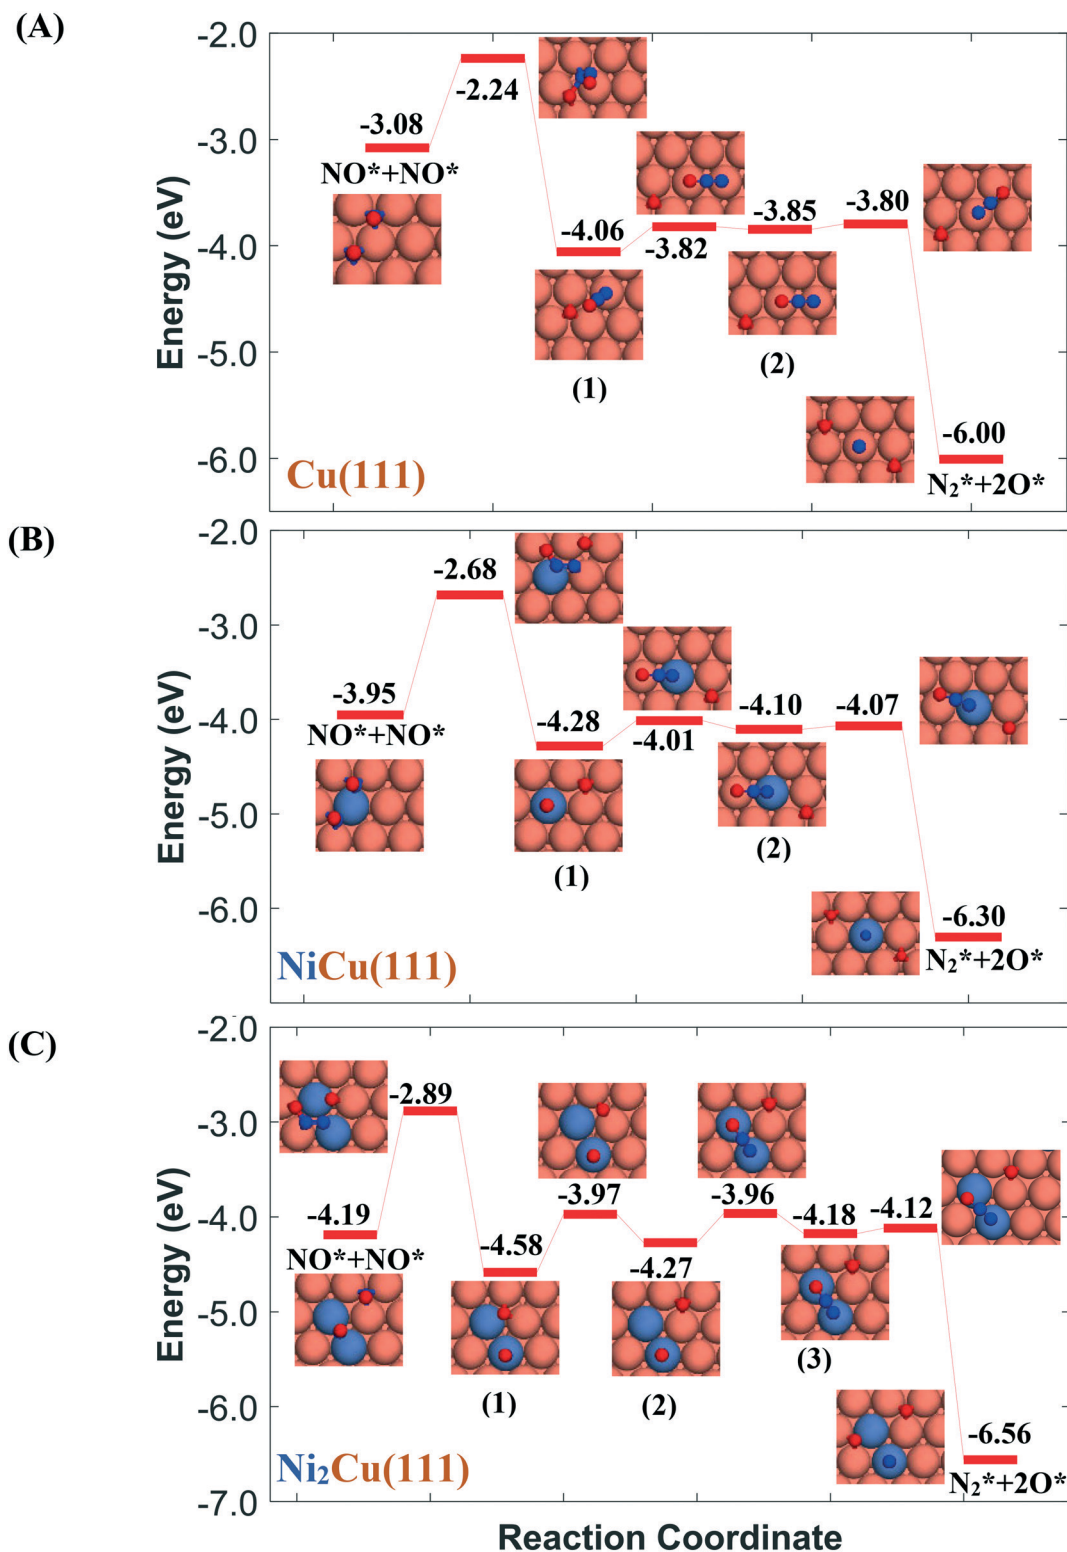 (A)
-2.0
-3.0
-4.0
-5.0
-6.0
Energy (eV)
-3.08
NO*+NO*
-2.24
-4.06
(1)
-3.82
-3.85
(2)
-3.80
-6.00
N₂*+2O*
Cu(111)
(B)
-2.0
-3.0
-4.0
-5.0
-6.0
Energy (eV)
-3.95
NO*+NO*
-2.68
-4.28
(1)
-4.01
-4.10
(2)
-4.07
-6.30
N₂*+2O*
NiCu(111)
(C)
-2.0
-3.0
-4.0
-5.0
-6.0
-7.0
Energy (eV)
-4.19
NO*+NO*
-2.89
-4.58
(1)
-3.97
-4.27
(2)
-3.96
-4.18
(3)
-4.12
-6.56
N₂*+2O*
Ni₂Cu(111)
Reaction Coordinate